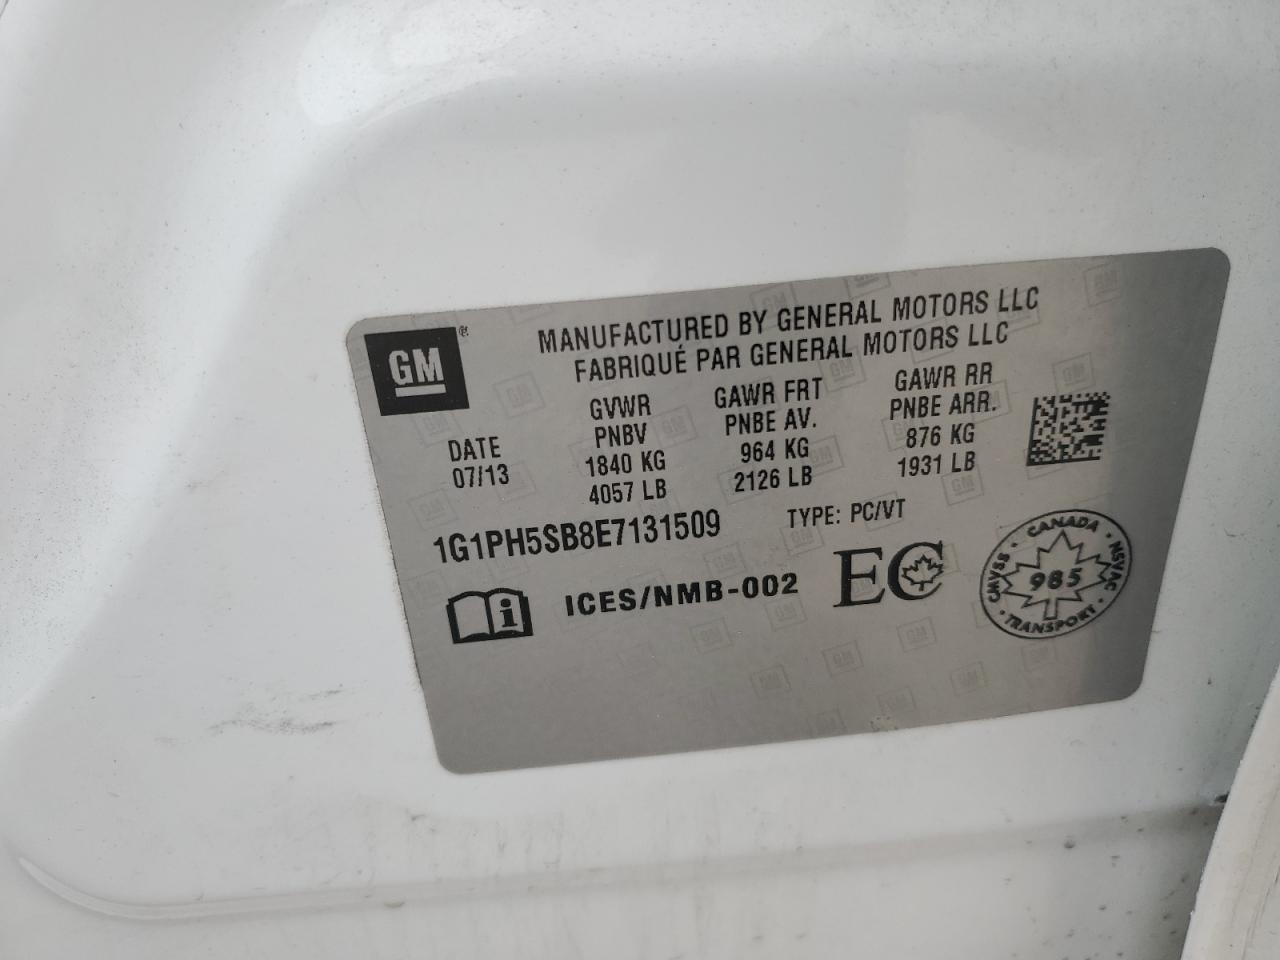 GM ®
MANUFACTURED BY GENERAL MOTORS LLC
FABRIQUÉ PAR GENERAL MOTORS LLC
DATE
07/13
GVWR
PNBV
1840 KG
4057 LB
GAWR FRT
PNBE AV.
964 KG
2126 LB
GAWR RR
PNBE ARR.
876 KG
1931 LB
1G1PH5SB8E7131509
TYPE: PC/VT
i
ICES/NMB-002
EC
CANADA
CMVSS
985
NSVAC
TRANSPORT